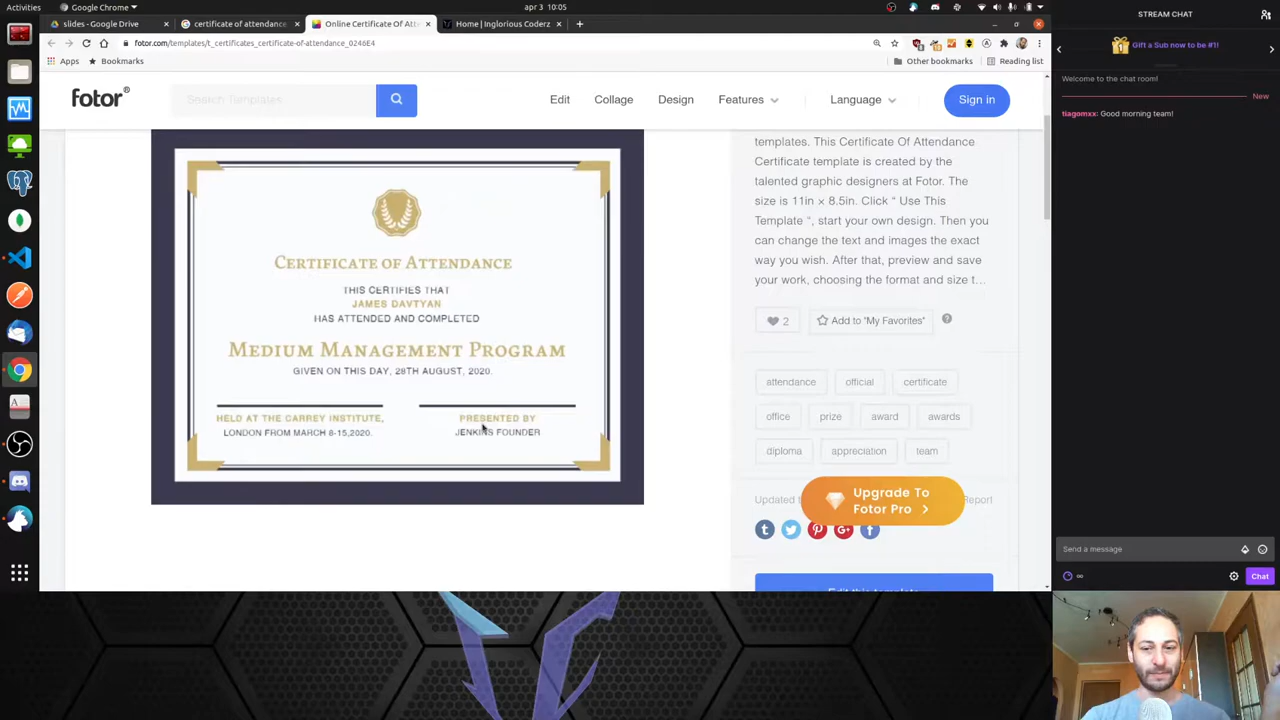 Activities
Google Chrome
apr 3 10:05
slides - Google Drive
certificate of attendance
Online Certificate Of Att
Home | Inglorious Coderz
fotor.com/templates/t_certificates_certificate-of-attendance_0246E4
Apps
Bookmarks
Other bookmarks
Reading list
fotor®
Search Templates
Edit
Collage
Design
Features
Language
Sign in
CERTIFICATE OF ATTENDANCE
THIS CERTIFIES THAT
JAMES DAVTYAN
HAS ATTENDED AND COMPLETED
MEDIUM MANAGEMENT PROGRAM
GIVEN ON THIS DAY, 28TH AUGUST, 2020.
HELD AT THE CARREY INSTITUTE,
LONDON FROM MARCH 8-15,2020.
PRESENTED BY
JENKINS FOUNDER
templates. This Certificate Of Attendance
Certificate template is created by the
talented graphic designers at Fotor. The
size is 11in × 8.5in. Click “ Use This
Template “, start your own design. Then you
can change the text and images the exact
way you wish. After that, preview and save
your work, choosing the format and size t...
2
Add to "My Favorites"
attendance
official
certificate
office
prize
award
awards
diploma
appreciation
team
Updated
Report
Upgrade To
Fotor Pro >
Edit this template
STREAM CHAT
Gift a Sub now to be #1!
Welcome to the chat room!
New
tiagomxx: Good morning team!
Send a message
Chat